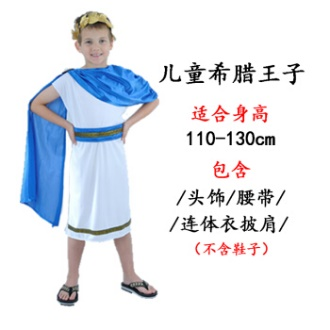 儿童希腊王子
适合身高
110-130cm
包含
/头饰/腰带/
/连体衣披肩/
(不含鞋子)